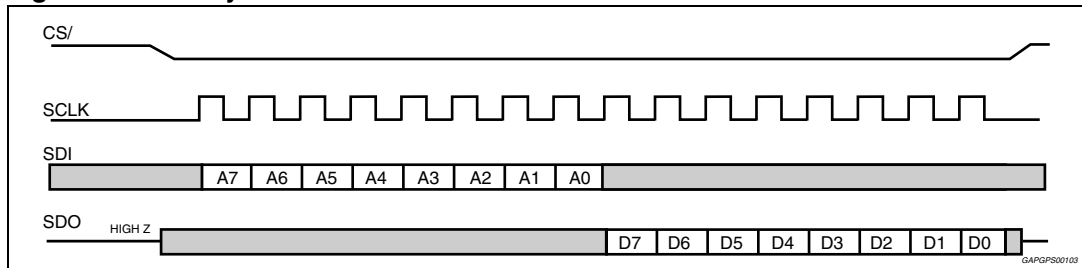 CS/
SCLK
SDI
A7 A6 A5 A4 A3 A2 A1 A0
SDO HIGH Z
D7 D6 D5 D4 D3 D2 D1 D0
GAPGPS00103